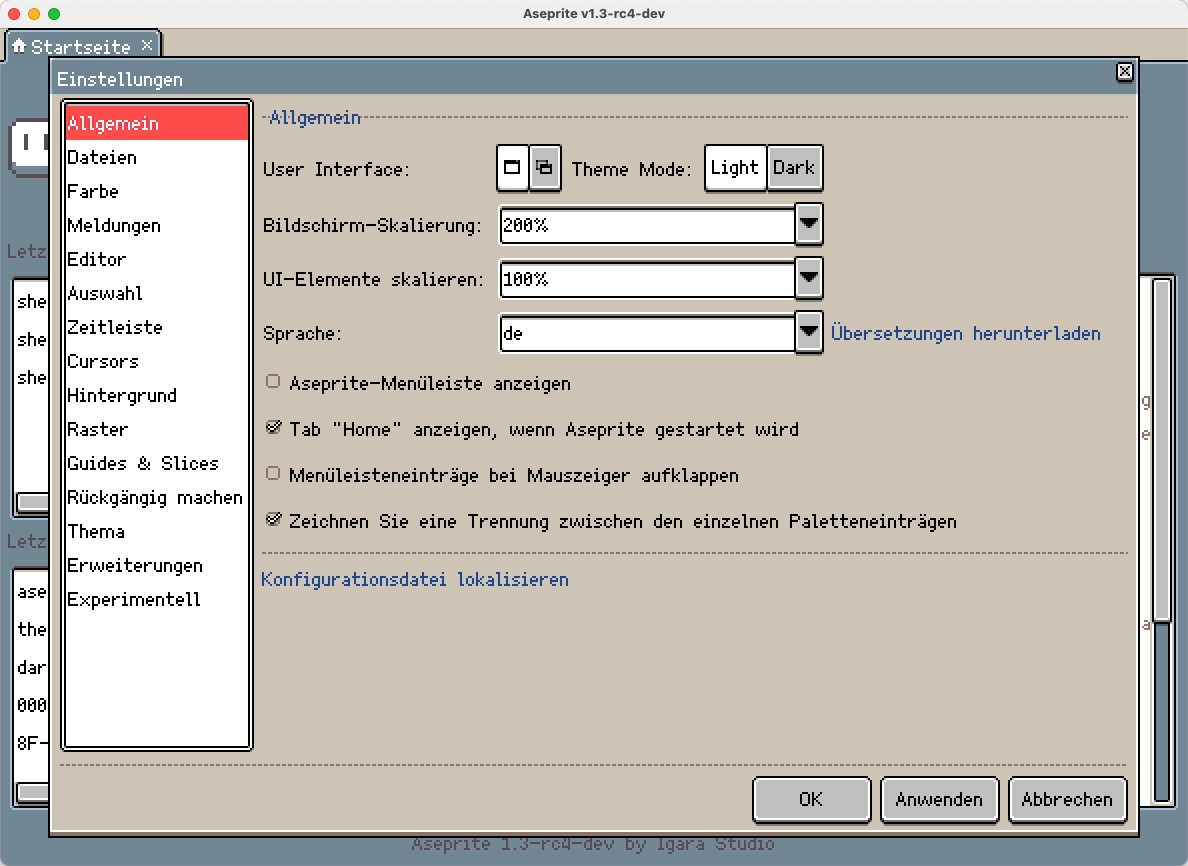 Aseprite v1.3-rc4-dev
Startseite
Einstellungen
Allgemein
Dateien
Farbe
Meldungen
Editor
Auswahl
Zeitleiste
Cursors
Hintergrund
Raster
Guides & Slices
Rückgängig machen
Thema
Erweiterungen
Experimentell
Allgemein
User Interface: Theme Mode: Light Dark
Bildschirm-Skalierung: 200%
UI-Elemente skalieren: 100%
Sprache: de Übersetzungen herunterladen
Aseprite-Menüleiste anzeigen
Tab "Home" anzeigen, wenn Aseprite gestartet wird
Menüleisteneinträge bei Mauszeiger aufklappen
Zeichnen Sie eine Trennung zwischen den einzelnen Paletteneinträgen
Konfigurationsdatei lokalisieren
OK Anwenden Abbrechen
Letz
she
she
she
Letz
ase
the
dar
000
8F-
g
e
a
Aseprite 1.3-rc4-dev by Igara Studio